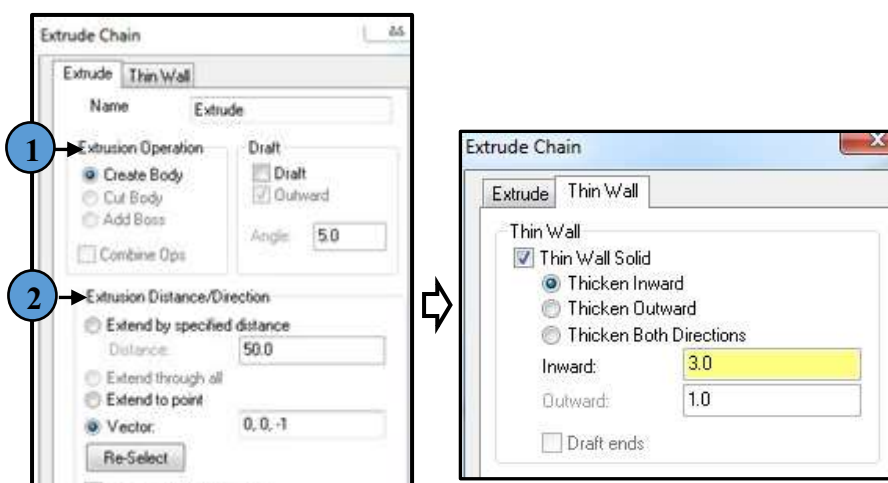 Extrude Chain
Extrude Thin Wall
Name Extrude
1
Extrusion Operation
Create Body
Cut Body
Add Boss
Combine Ops
Draft
Draft
Outward
Angle: 5.0
2
Extrusion Distance/Direction
Extend by specified distance
Distance: 50.0
Extend through all
Extend to point
Vector: 0, 0, -1
Re-Select
Extrude Chain
Extrude Thin Wall
Thin Wall
Thin Wall Solid
Thicken Inward
Thicken Outward
Thicken Both Directions
Inward: 3.0
Outward: 1.0
Draft ends